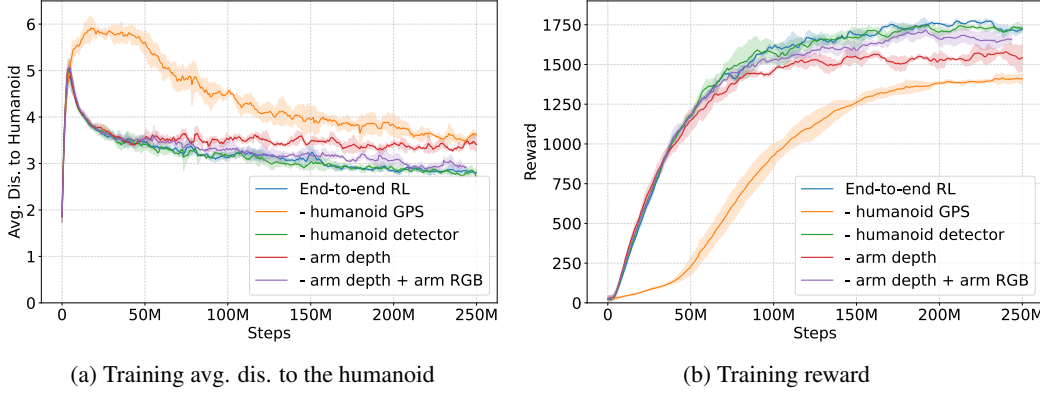 6
5
4
3
2
1
0
Avg. Dis. to Humanoid
End-to-end RL
- humanoid GPS
- humanoid detector
- arm depth
- arm depth + arm RGB
0 50M 100M 150M 200M 250M
Steps
(a) Training avg. dis. to the humanoid
1750
1500
1250
1000
750
500
250
0
Reward
End-to-end RL
- humanoid GPS
- humanoid detector
- arm depth
- arm depth + arm RGB
0 50M 100M 150M 200M 250M
Steps
(b) Training reward